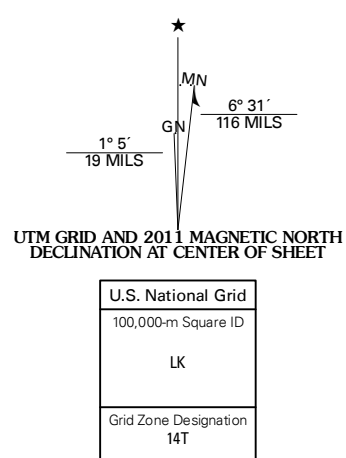 ★
MN
GN
6° 31´
116 MILS
1° 5´
19 MILS
UTM GRID AND 2011 MAGNETIC NORTH
DECLINATION AT CENTER OF SHEET
U.S. National Grid
100,000-m Square ID
LK
Grid Zone Designation
14T